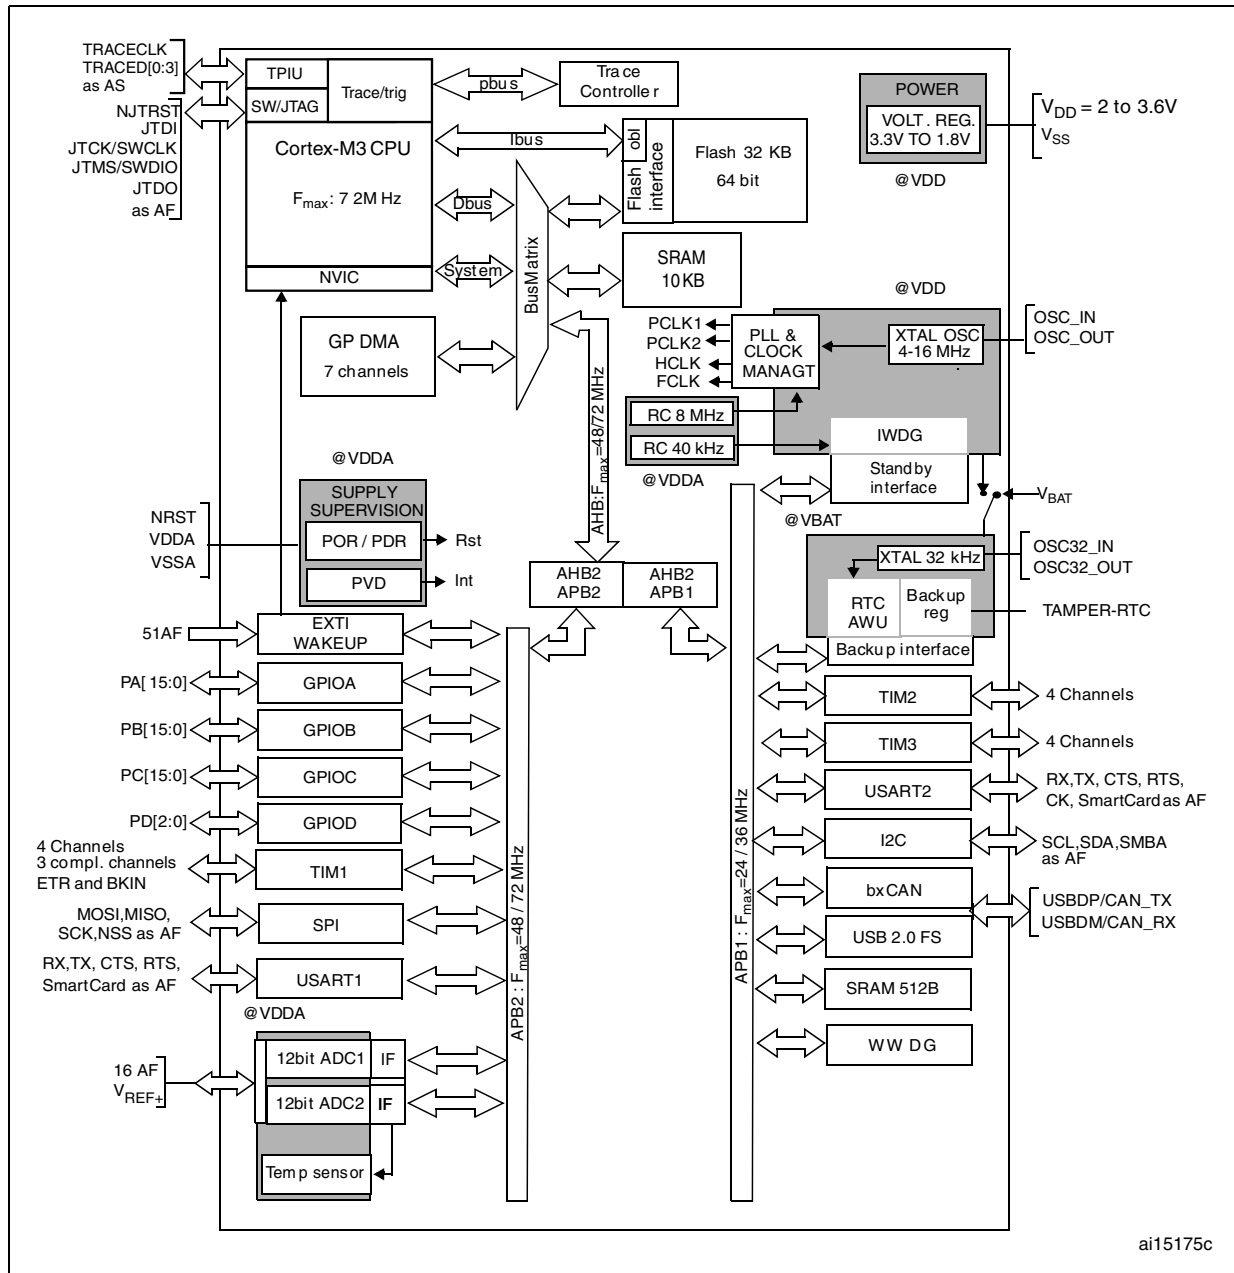 TRACECLK
TRACED[0:3]
as AS
NJTRST
JTDI
JTCK/SWCLK
JTMS/SWDIO
JTDO
as AF
TPIU
SW/JTAG
Trace/trig
Cortex-M3 CPU
Fmax: 7 2M Hz
NVIC
pbus
Trace
Controller
Ibus
Dbus
System
BusMatrix
Flash
interface
obl
Flash 32 KB
64 bit
SRAM
10KB
GP DMA
7 channels
AHB:Fmax=48/72 MHz
POWER
VOLT. REG.
3.3V TO 1.8V
@VDD
VDD = 2 to 3.6V
VSS
@VDD
PCLK1
PCLK2
HCLK
FCLK
PLL &
CLOCK
MANAGT
XTAL OSC
4-16 MHz
OSC_IN
OSC_OUT
RC 8 MHz
RC 40 kHz
@VDDA
IWDG
Standby
interface
VBAT
@VBAT
XTAL 32 kHz
OSC32_IN
OSC32_OUT
RTC
AWU
Backup
reg
TAMPER-RTC
Backup interface
@VDDA
SUPPLY
SUPERVISION
NRST
VDDA
VSSA
POR / PDR
Rst
PVD
Int
AHB2
APB2
AHB2
APB1
51AF
EXTI
WAKEUP
PA[ 15:0]
GPIOA
PB[15:0]
GPIOB
PC[15:0]
GPIOC
PD[2:0]
GPIOD
4 Channels
3 compl. channels
ETR and BKIN
TIM1
MOSI,MISO,
SCK,NSS as AF
SPI
RX,TX, CTS, RTS,
SmartCard as AF
USART1
@VDDA
16 AF
VREF+
12bit ADC1
IF
12bit ADC2
IF
Temp sensor
APB2 : Fmax=48 / 72 MHz
APB1 : Fmax=24 / 36 MHz
TIM2
4 Channels
TIM3
4 Channels
USART2
RX,TX, CTS, RTS,
CK, SmartCard as AF
I2C
SCL,SDA,SMBA
as AF
bxCAN
USBDP/CAN_TX
USBDM/CAN_RX
USB 2.0 FS
SRAM 512B
WW DG
ai15175c